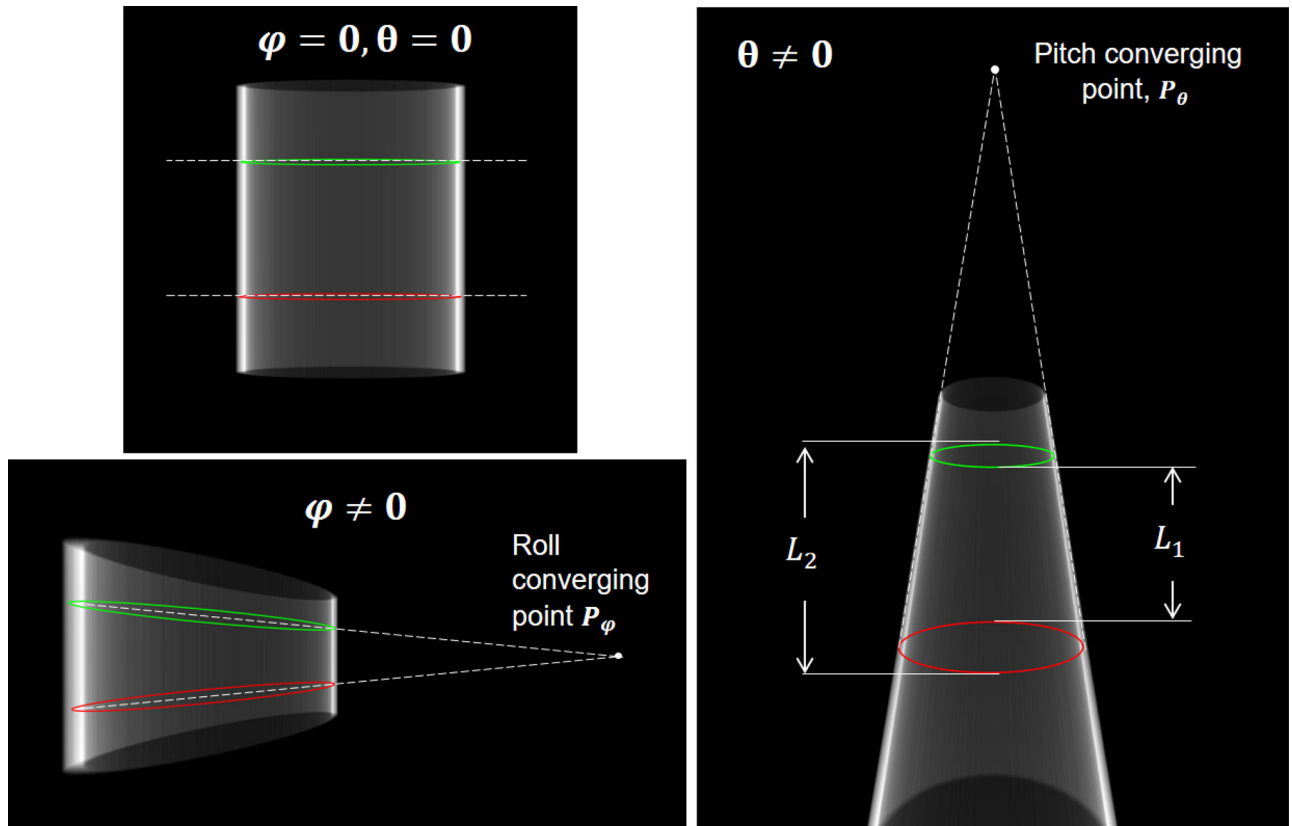 φ = 0, θ = 0
φ ≠ 0
Roll
converging
point P_φ
θ ≠ 0
Pitch converging
point, P_θ
L_2
L_1